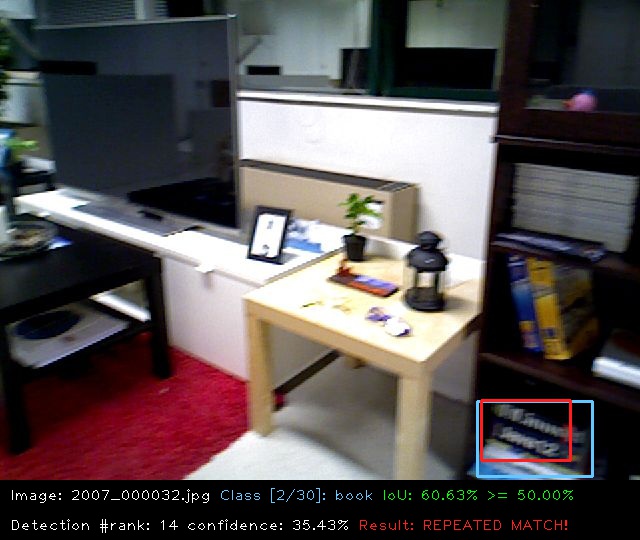 Image: 2007_000032.jpg Class [2/30]: book IoU: 60.63% >= 50.00%
Detection #rank: 14 confidence: 35.43% Result: REPEATED MATCH!